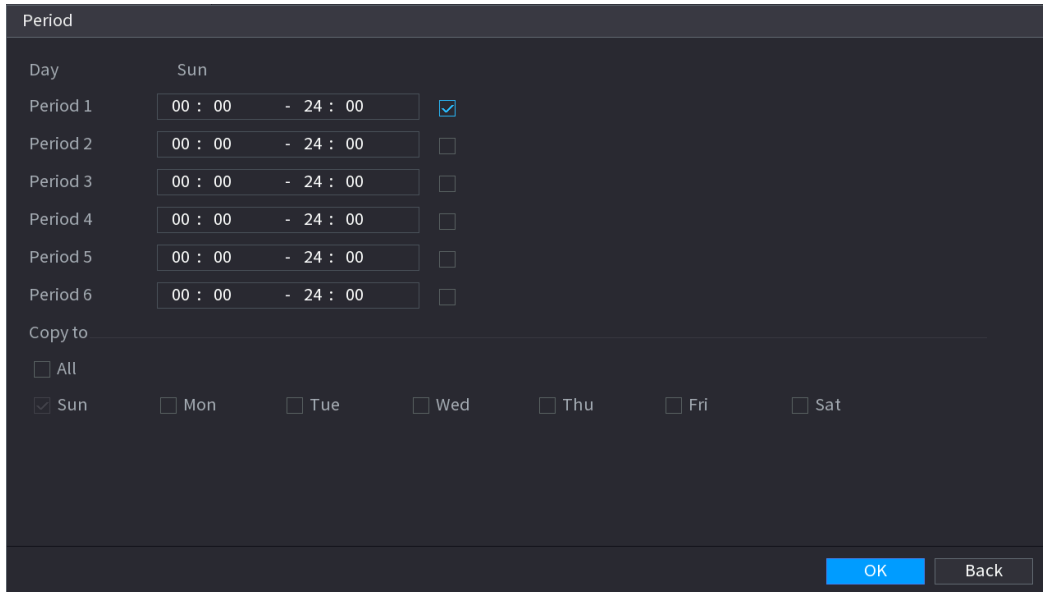 Period
Day Sun
Period 1 00 : 00 - 24 : 00
Period 2 00 : 00 - 24 : 00
Period 3 00 : 00 - 24 : 00
Period 4 00 : 00 - 24 : 00
Period 5 00 : 00 - 24 : 00
Period 6 00 : 00 - 24 : 00
Copy to
All
Sun Mon Tue Wed Thu Fri Sat
OK Back